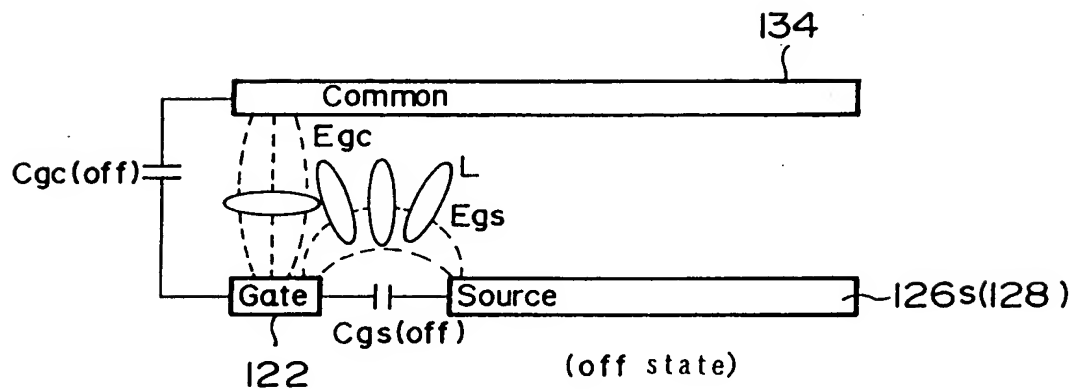 134
Common
Egc
Cgc(off)
L
Egs
Gate
Source
126s(128)
Cgs(off)
122
(off state)